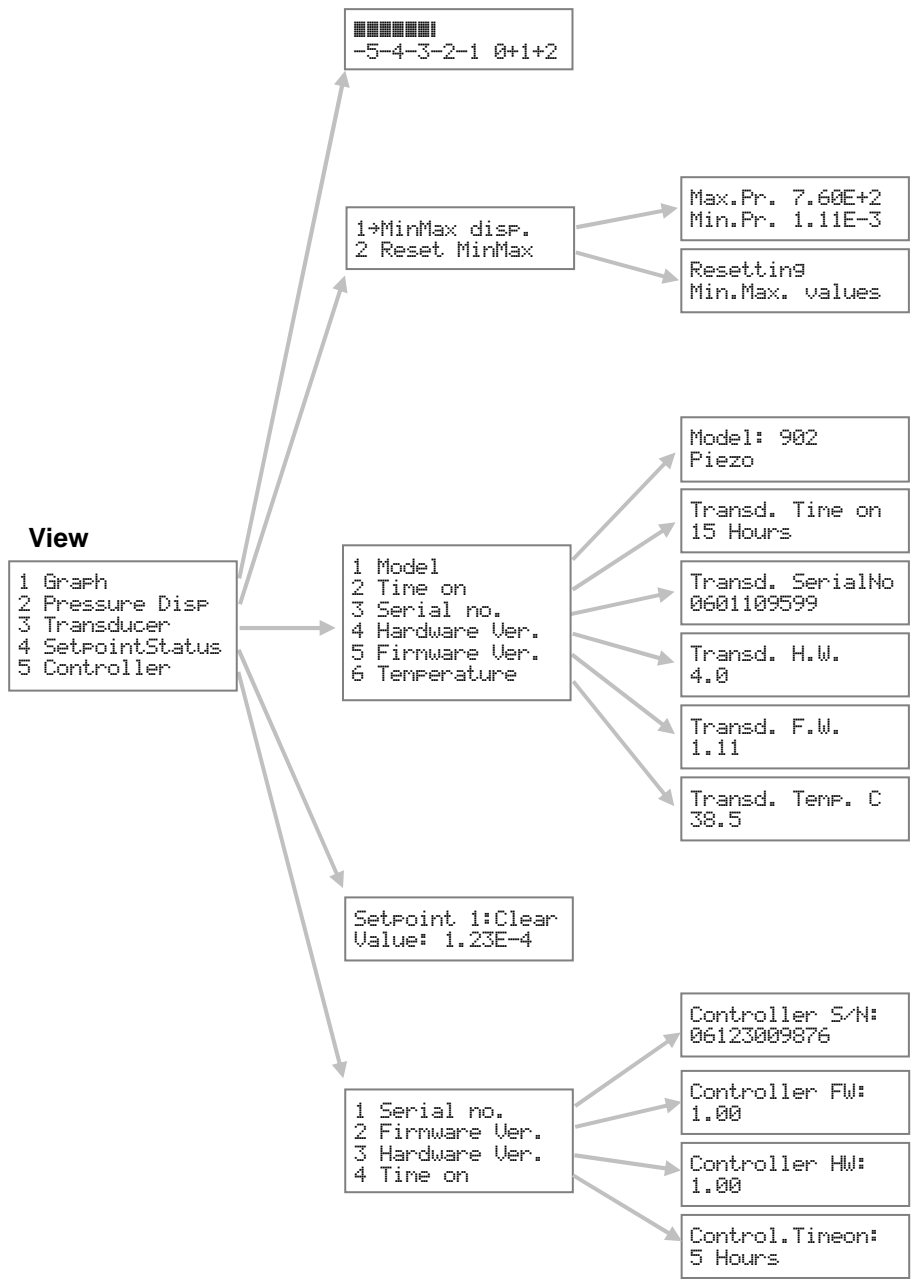 -5-4-3-2-1 0+1+2
1→MinMax disp.
2 Reset MinMax
Max.Pr. 7.60E+2
Min.Pr. 1.11E-3
Resetting
Min.Max. values
View
1 Graph
2 Pressure Disp
3 Transducer
4 SetpointStatus
5 Controller
1 Model
2 Time on
3 Serial no.
4 Hardware Ver.
5 Firmware Ver.
6 Temperature
Model: 902
Piezo
Transd. Time on
15 Hours
Transd. SerialNo
0601109599
Transd. H.W.
4.0
Transd. F.W.
1.11
Transd. Temp. C
38.5
Setpoint 1:Clear
Value: 1.23E-4
1 Serial no.
2 Firmware Ver.
3 Hardware Ver.
4 Time on
Controller S/N:
06123009876
Controller FW:
1.00
Controller HW:
1.00
Control.Timeon:
5 Hours